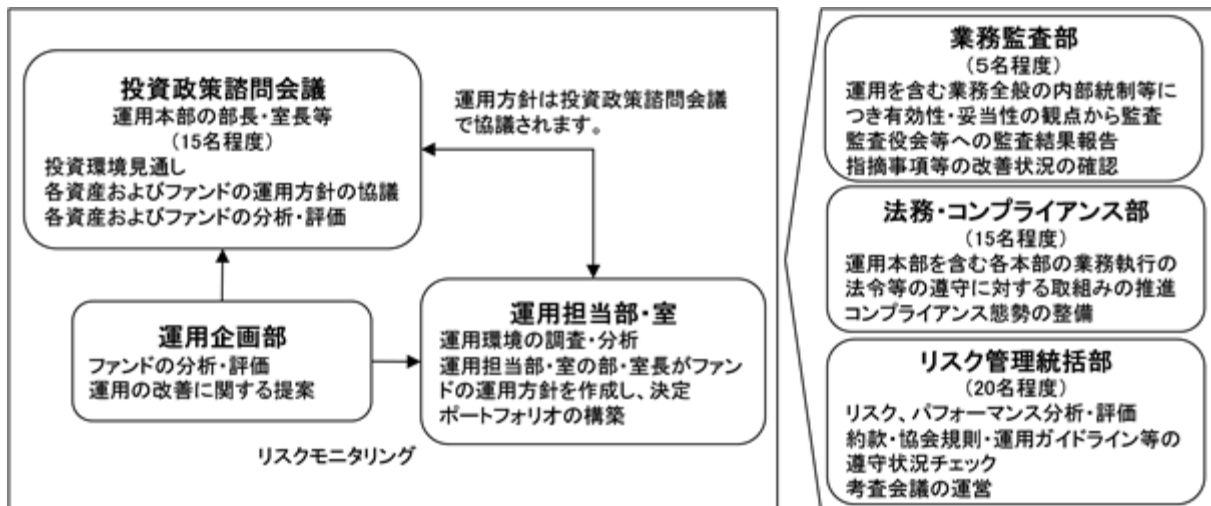 投資政策諮問会議
運用本部の部長・室長等
(15名程度)
投資環境見通し
各資産およびファンドの運用方針の協議
各資産およびファンドの分析・評価
運用方針は投資政策諮問会議
で協議されます。
運用企画部
ファンドの分析・評価
運用の改善に関する提案
運用担当部・室
運用環境の調査・分析
運用担当部・室の部・室長がファン
ドの運用方針を作成し、決定
ポートフォリオの構築
リスクモニタリング
業務監査部
(5名程度)
運用を含む業務全般の内部統制等に
つき有効性・妥当性の観点から監査
監査役会等への監査結果報告
指摘事項等の改善状況の確認
法務・コンプライアンス部
(15名程度)
運用本部を含む各本部の業務執行の
法令等の遵守に対する取組みの推進
コンプライアンス態勢の整備
リスク管理統括部
(20名程度)
リスク、パフォーマンス分析・評価
約款・協会規則・運用ガイドライン等の
遵守状況チェック
考査会議の運営